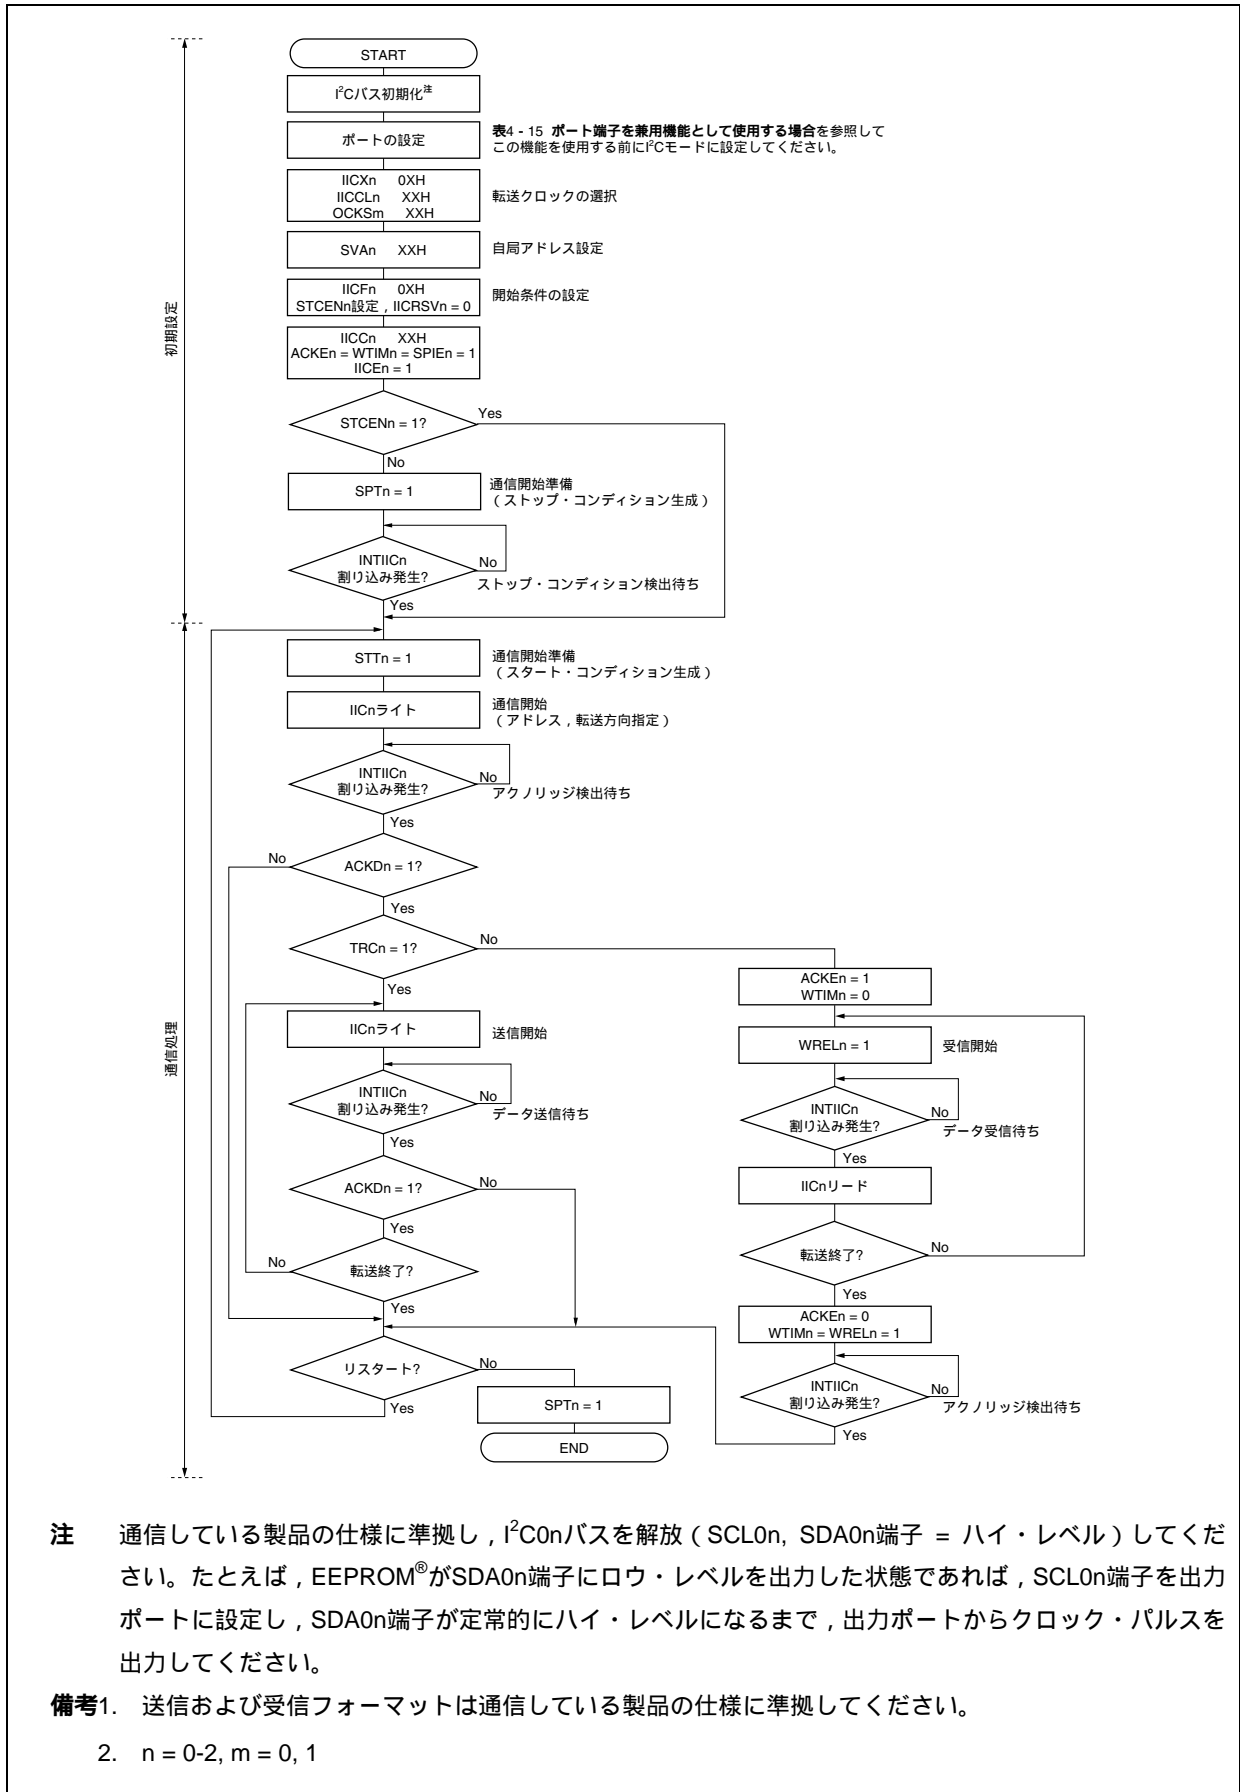 START
I²Cバス初期化注
ポートの設定
表4 - 15 ポート端子を兼用機能として使用する場合を参照して
この機能を使用する前にI²Cモードに設定してください。
IICXn 0XH
IICCLn XXH
OCKSm XXH
転送クロックの選択
SVAn XXH
自局アドレス設定
IICFn 0XH
STCENn設定 , IICRSVn = 0
開始条件の設定
初期設定
IICCn XXH
ACKEn = WTIMn = SPIEn = 1
IICEn = 1
STCENn = 1?
Yes
No
SPTn = 1
通信開始準備
（ストップ・コンディション生成）
INTIICn
割り込み発生?
No
ストップ・コンディション検出待ち
Yes
STTn = 1
通信開始準備
（スタート・コンディション生成）
IICnライト
通信開始
（アドレス , 転送方向指定）
INTIICn
割り込み発生?
No
アクノリッジ検出待ち
Yes
No
ACKDn = 1?
Yes
TRCn = 1?
No
Yes
通信処理
IICnライト
送信開始
INTIICn
割り込み発生?
No
データ送信待ち
Yes
ACKDn = 1?
No
Yes
No
転送終了?
Yes
リスタート?
No
Yes
SPTn = 1
END
ACKEn = 1
WTIMn = 0
WRELn = 1
受信開始
INTIICn
割り込み発生?
No
データ受信待ち
Yes
IICnリード
転送終了?
No
Yes
ACKEn = 0
WTIMn = WRELn = 1
INTIICn
割り込み発生?
No
アクノリッジ検出待ち
Yes
注 通信している製品の仕様に準拠し , I²C0nバスを解放（SCL0n, SDA0n端子 = ハイ・レベル）してくだ
さい。たとえば , EEPROM®がSDA0n端子にロウ・レベルを出力した状態であれば , SCL0n端子を出力
ポートに設定し , SDA0n端子が定常的にハイ・レベルになるまで , 出力ポートからクロック・パルスを
出力してください。
備考1. 送信および受信フォーマットは通信している製品の仕様に準拠してください。
2. n = 0-2, m = 0, 1